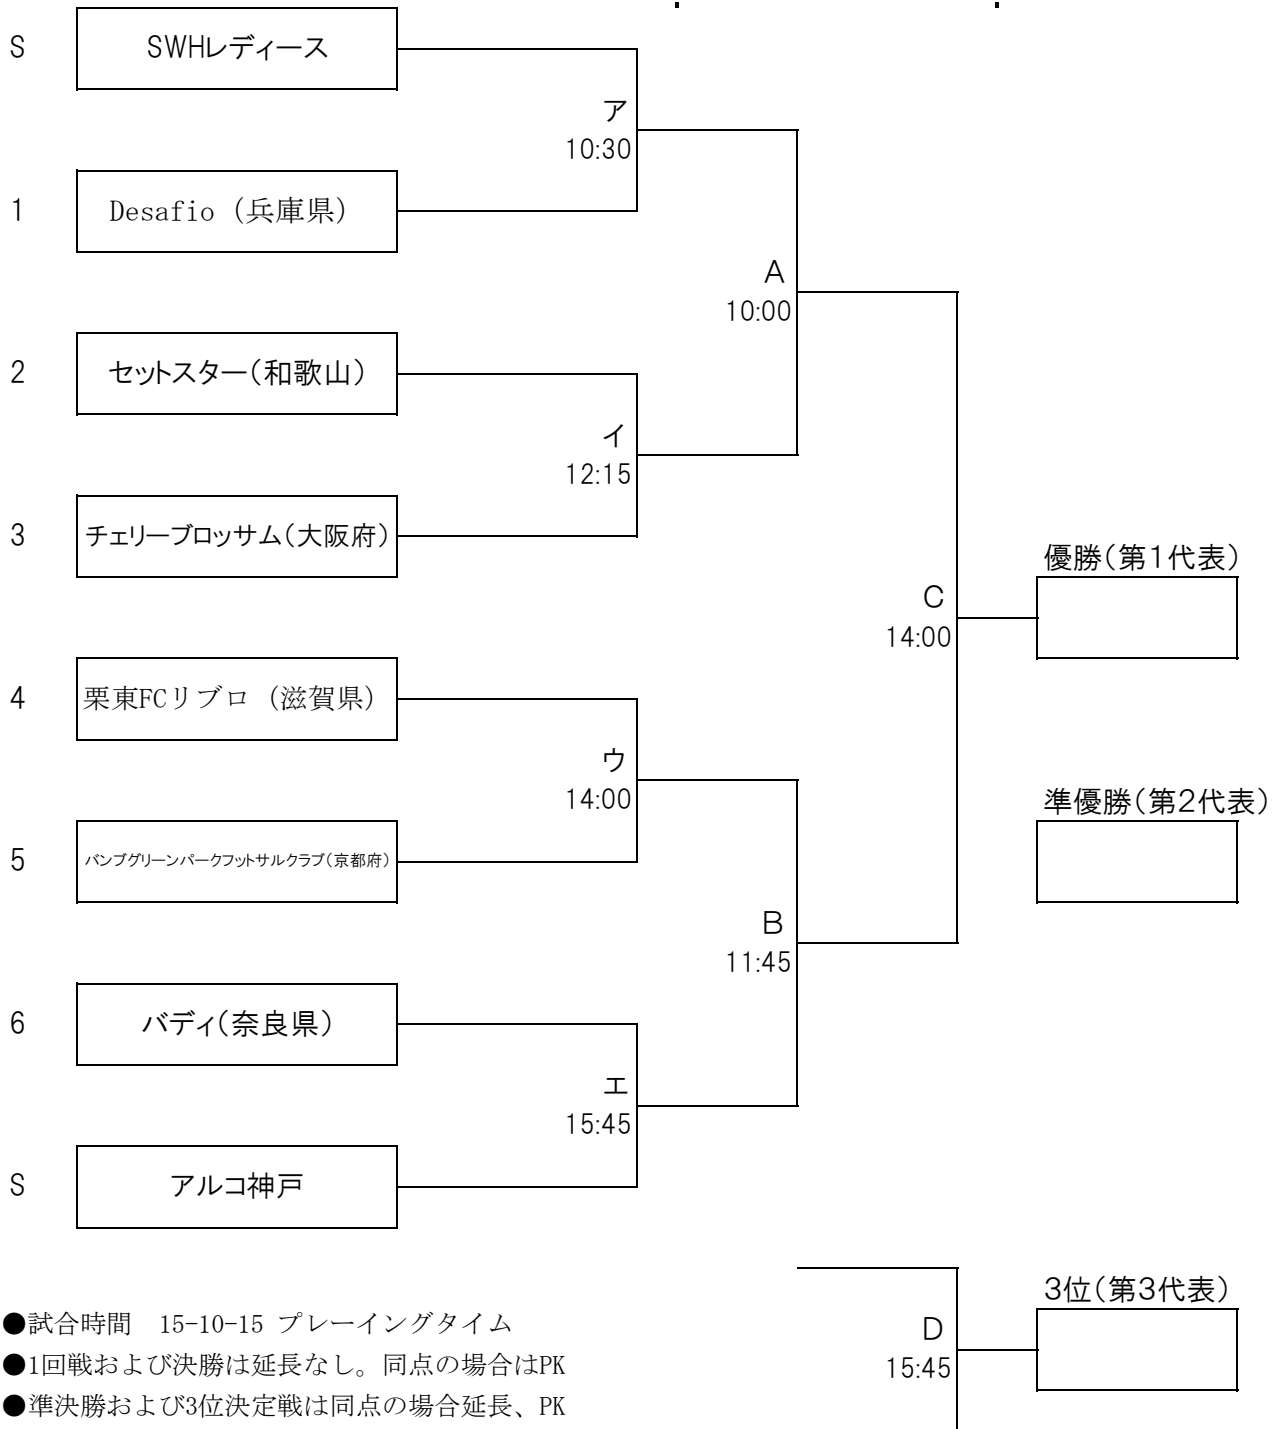 S
SWHレディース
ア
10:30
1
Desafio（兵庫県）
A
10:00
2
セットスター（和歌山）
イ
12:15
3
チェリーブロッサム（大阪府）
優勝（第1代表）
C
14:00
4
栗東FCリブロ（滋賀県）
ウ
14:00
準優勝（第2代表）
5
バンブグリーンパークフットサルクラブ（京都府）
B
11:45
6
バディ（奈良県）
エ
15:45
S
アルコ神戸
3位（第3代表）
●試合時間　15-10-15 プレーイングタイム
D
●1回戦および決勝は延長なし。同点の場合はPK
15:45
●準決勝および3位決定戦は同点の場合延長、PK